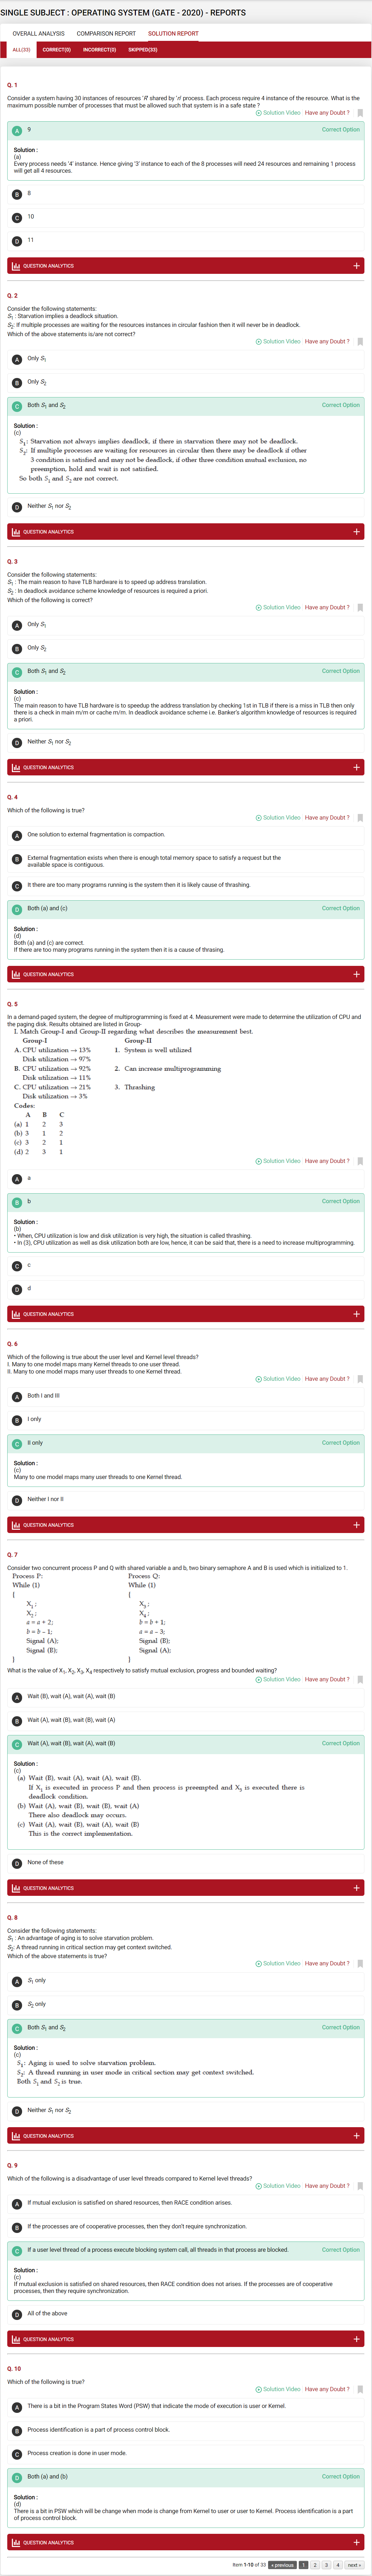 SINGLE SUBJECT : OPERATING SYSTEM (GATE - 2020) - REPORTS
OVERALL ANALYSIS COMPARISON REPORT SOLUTION REPORT
ALL(33) CORRECT(0) INCORRECT(0) SKIPPED(33)
Q. 1
Consider a system having 30 instances of resources 'R' shared by 'n' process. Each process require 4 instance of the resource. What is the
maximum possible number of processes that must be allowed such that system is in a safe state ?
Solution Video Have any Doubt ?
A 9 Correct Option
Solution :
(a)
Every process needs '4' instance. Hence giving '3' instance to each of the 8 processes will need 24 resources and remaining 1 process
will get all 4 resources.
B 8
C 10
D 11
QUESTION ANALYTICS +
Q. 2
Consider the following statements:
S1 : Starvation implies a deadlock situation.
S2: If multiple processes are waiting for the resources instances in circular fashion then it will never be in deadlock.
Which of the above statements is/are not correct?
Solution Video Have any Doubt ?
A Only S1
B Only S2
C Both S1 and S2 Correct Option
Solution :
(c)
S1: Starvation not always implies deadlock, if there in starvation there may not be deadlock.
S2: If multiple processes are waiting for resources in circular then there may be deadlock if other
3 condition is satisfied and may not be deadlock, if other three condition mutual exclusion, no
preemption, hold and wait is not satisfied.
So both S1 and S2 are not correct.
D Neither S1 nor S2
QUESTION ANALYTICS +
Q. 3
Consider the following statements:
S1 : The main reason to have TLB hardware is to speed up address translation.
S2 : In deadlock avoidance scheme knowledge of resources is required a priori.
Which of the following is correct?
Solution Video Have any Doubt ?
A Only S1
B Only S2
C Both S1 and S2 Correct Option
Solution :
(c)
The main reason to have TLB hardware is to speedup the address translation by checking 1st in TLB if there is a miss in TLB then only
there is a check in main m/m or cache m/m. In deadlock avoidance scheme i.e. Banker's algorithm knowledge of resources is required
a priori.
D Neither S1 nor S2
QUESTION ANALYTICS +
Q. 4
Which of the following is true?
Solution Video Have any Doubt ?
A One solution to external fragmentation is compaction.
B External fragmentation exists when there is enough total memory space to satisfy a request but the
available space is contiguous.
C It there are too many programs running is the system then it is likely cause of thrashing.
D Both (a) and (c) Correct Option
Solution :
(d)
Both (a) and (c) are correct.
If there are too many programs running in the system then it is a cause of thrasing.
QUESTION ANALYTICS +
Q. 5
In a demand-paged system, the degree of multiprogramming is fixed at 4. Measurement were made to determine the utilization of CPU and
the paging disk. Results obtained are listed in Group-
I. Match Group-I and Group-II regarding what describes the measurement best.
Group-I Group-II
A. CPU utilization → 13% 1. System is well utilized
Disk utilization → 97%
B. CPU utilization → 92% 2. Can increase multiprogramming
Disk utilization → 11%
C. CPU utilization → 21% 3. Thrashing
Disk utilization → 3%
Codes:
A B C
(a) 1 2 3
(b) 3 1 2
(c) 3 2 1
(d) 2 3 1
Solution Video Have any Doubt ?
A a
B b Correct Option
Solution :
(b)
• When, CPU utilization is low and disk utilization is very high, the situation is called thrashing.
• In (3), CPU utilization as well as disk utilization both are low, hence, it can be said that, there is a need to increase multiprogramming.
C c
D d
QUESTION ANALYTICS +
Q. 6
Which of the following is true about the user level and Kernel level threads?
I. Many to one model maps many Kernel threads to one user thread.
II. Many to one model maps many user threads to one Kernel thread.
Solution Video Have any Doubt ?
A Both I and III
B I only
C II only Correct Option
Solution :
(c)
Many to one model maps many user threads to one Kernel thread.
D Neither I nor II
QUESTION ANALYTICS +
Q. 7
Consider two concurrent process P and Q with shared variable a and b, two binary semaphore A and B is used which is initialized to 1.
Process P: Process Q:
While (1) While (1)
{ {
X1 ; X3 ;
X2 ; X4 ;
a = a + 2; b = b + 1;
b = b – 1; a = a – 3;
Signal (A); Signal (B);
Signal (B); Signal (A);
} }
What is the value of X1, X2, X3, X4 respectively to satisfy mutual exclusion, progress and bounded waiting?
Solution Video Have any Doubt ?
A Wait (B), wait (A), wait (A), wait (B)
B Wait (A), wait (B), wait (B), wait (A)
C Wait (A), wait (B), wait (A), wait (B) Correct Option
Solution :
(c)
(a) Wait (B), wait (A), wait (A), wait (B).
If X1 is executed in process P and then process is preempted and X3 is executed there is
deadlock condition.
(b) Wait (A), wait (B), wait (B), wait (A)
There also deadlock may occurs.
(c) Wait (A), wait (B), wait (A), wait (B)
This is the correct implementation.
D None of these
QUESTION ANALYTICS +
Q. 8
Consider the following statements:
S1 : An advantage of aging is to solve starvation problem.
S2: A thread running in critical section may get context switched.
Which of the above statements is true?
Solution Video Have any Doubt ?
A S1 only
B S2 only
C Both S1 and S2 Correct Option
Solution :
(c)
S1: Aging is used to solve starvation problem.
S2: A thread running in user mode in critical section may get context switched.
Both S1 and S2 is true.
D Neither S1 nor S2
QUESTION ANALYTICS +
Q. 9
Which of the following is a disadvantage of user level threads compared to Kernel level threads?
Solution Video Have any Doubt ?
A If mutual exclusion is satisfied on shared resources, then RACE condition arises.
B If the processes are of cooperative processes, then they don't require synchronization.
C If a user level thread of a process execute blocking system call, all threads in that process are blocked. Correct Option
Solution :
(c)
If mutual exclusion is satisfied on shared resources, then RACE condition does not arises. If the processes are of cooperative
processes, then they require synchronization.
D All of the above
QUESTION ANALYTICS +
Q. 10
Which of the following is true?
Solution Video Have any Doubt ?
A There is a bit in the Program States Word (PSW) that indicate the mode of execution is user or Kernel.
B Process identification is a part of process control block.
C Process creation is done in user mode.
D Both (a) and (b) Correct Option
Solution :
(d)
There is a bit in PSW which will be change when mode is change from Kernel to user or user to Kernel. Process identification is a part
of process control block.
QUESTION ANALYTICS +
Item 1-10 of 33 « previous 1 2 3 4 next »